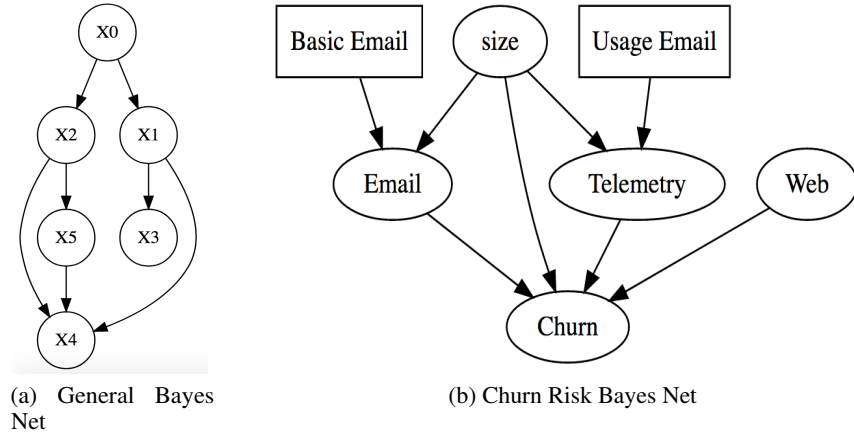 X0
X2
X1
X5
X3
X4
(a) General Bayes
Net
Basic Email
size
Usage Email
Email
Telemetry
Web
Churn
(b) Churn Risk Bayes Net